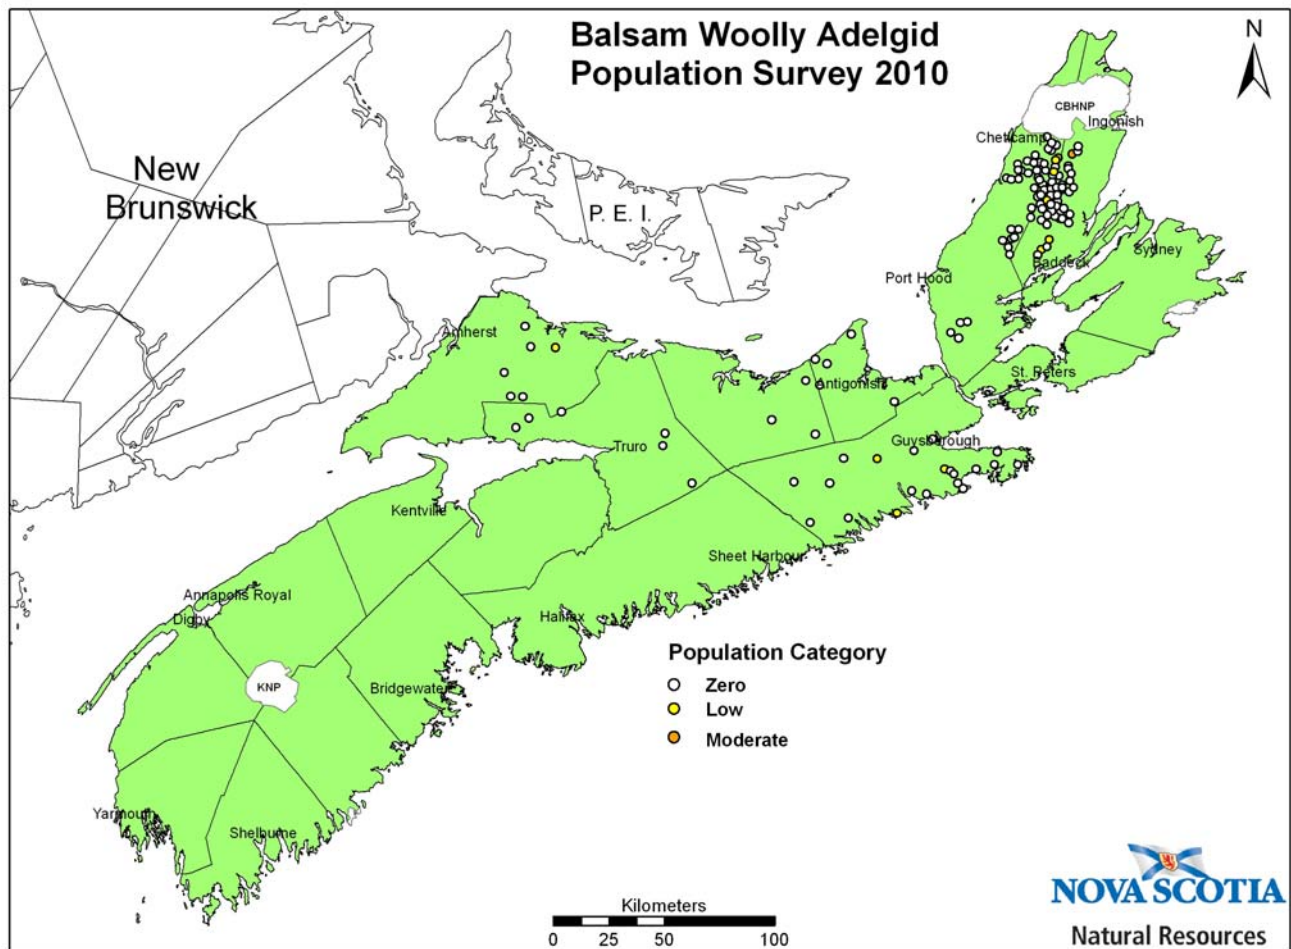 Balsam Woolly Adelgid
Population Survey 2010
N
CBHNP
Ingonish
Cheticamp
New
Brunswick
P. E. I.
Sydney
Baddeck
Port Hood
Amherst
St. Peters
Antigonish
Guysborough
Truro
Kentville
Sheet Harbour
Annapolis Royal
Digby
Halifax
KNP
Bridgewater
Yarmouth
Shelburne
Population Category
Zero
Low
Moderate
Kilometers
0 25 50 100
NOVA SCOTIA
Natural Resources